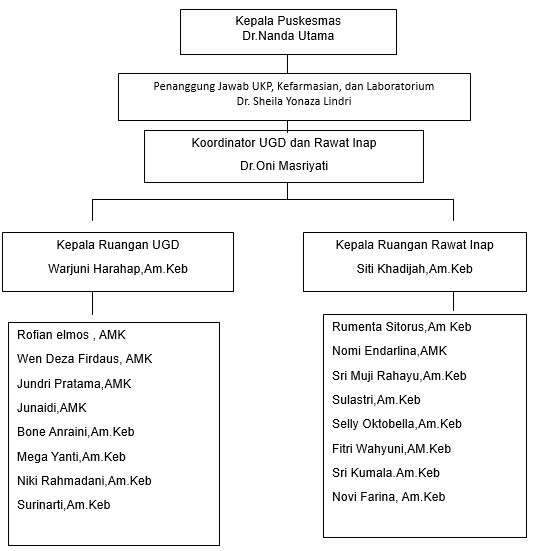 Kepala Puskesmas
Dr.Nanda Utama
Penanggung Jawab UKP, Kefarmasian, dan Laboratorium
Dr. Sheila Yonaza Lindri
Koordinator UGD dan Rawat Inap
Dr.Oni Masriyati
Kepala Ruangan UGD
Warjuni Harahap,Am.Keb
Kepala Ruangan Rawat Inap
Siti Khadijah,Am.Keb
Rofian elmos , AMK
Wen Deza Firdaus, AMK
Jundri Pratama,AMK
Junaidi,AMK
Bone Anraini,Am.Keb
Mega Yanti,Am.Keb
Niki Rahmadani,Am.Keb
Surinarti,Am.Keb
Rumenta Sitorus,Am Keb
Nomi Endarlina,AMK
Sri Muji Rahayu,Am.Keb
Sulastri,Am.Keb
Selly Oktobella,Am.Keb
Fitri Wahyuni,AM.Keb
Sri Kumala.Am.Keb
Novi Farina, Am.Keb